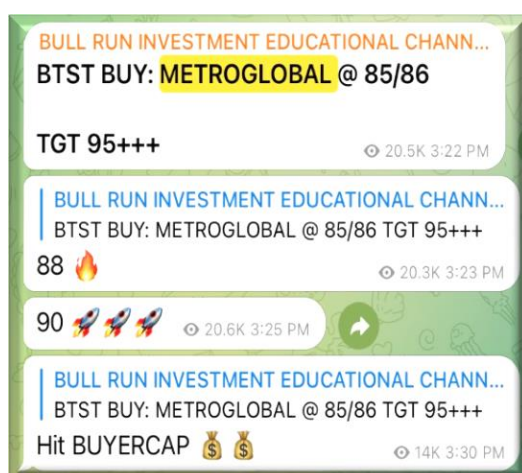 BULL RUN INVESTMENT EDUCATIONAL CHANN...
BTST BUY: METROGLOBAL @ 85/86
TGT 95+++
20.5K 3:22 PM
BULL RUN INVESTMENT EDUCATIONAL CHANN...
BTST BUY: METROGLOBAL @ 85/86 TGT 95+++
88 🔥
20.3K 3:23 PM
90 🚀🚀🚀 20.6K 3:25 PM
BULL RUN INVESTMENT EDUCATIONAL CHANN...
BTST BUY: METROGLOBAL @ 85/86 TGT 95+++
Hit BUYERCAP 💰 💰
14K 3:30 PM